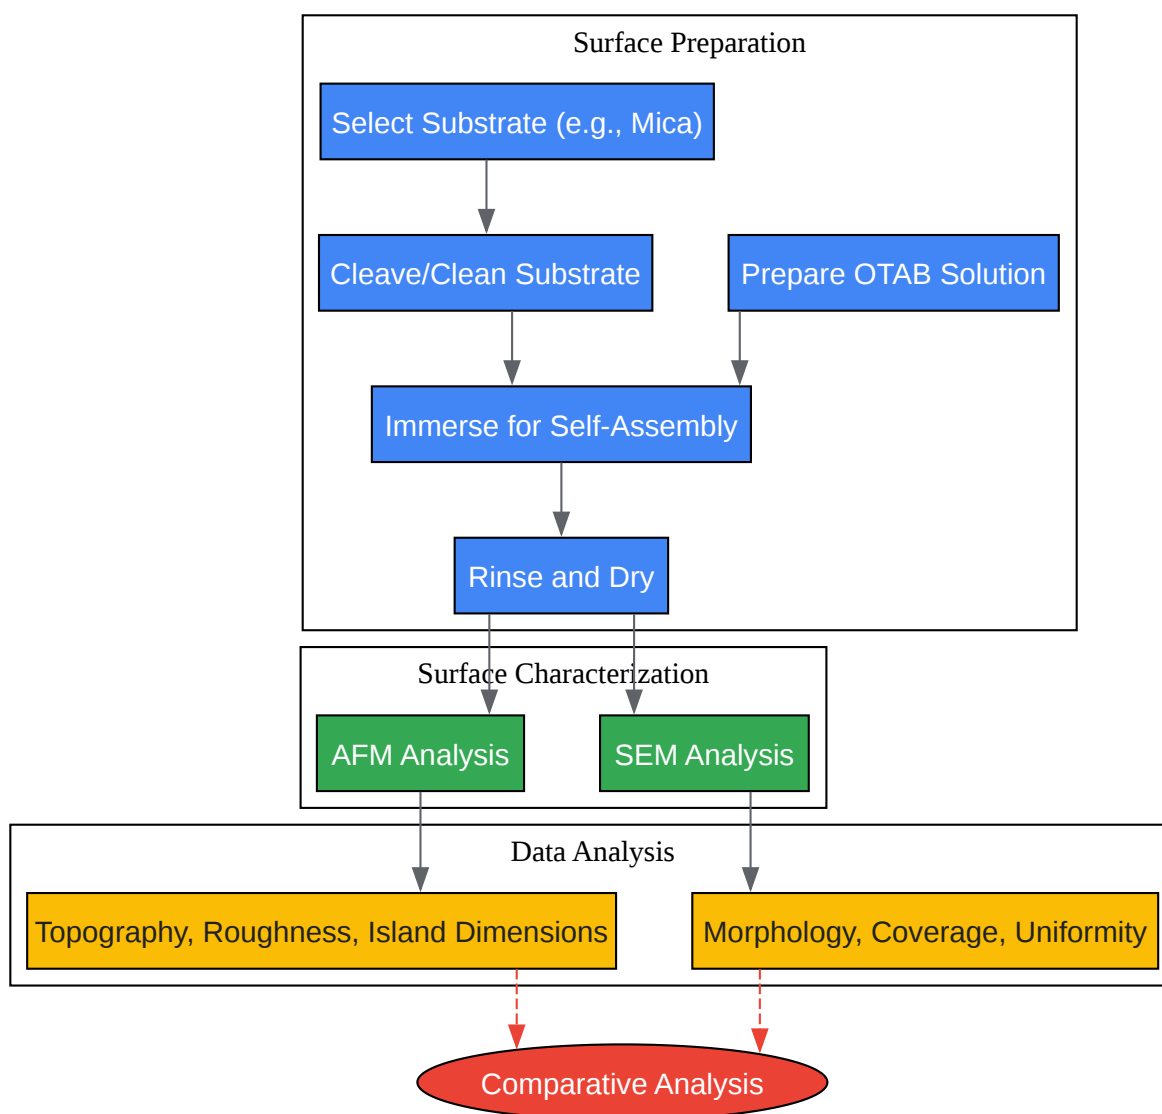 Surface Preparation
Select Substrate (e.g., Mica)
Cleave/Clean Substrate
Prepare OTAB Solution
Immerse for Self-Assembly
Rinse and Dry
Surface Characterization
AFM Analysis
SEM Analysis
Data Analysis
Topography, Roughness, Island Dimensions
Morphology, Coverage, Uniformity
Comparative Analysis